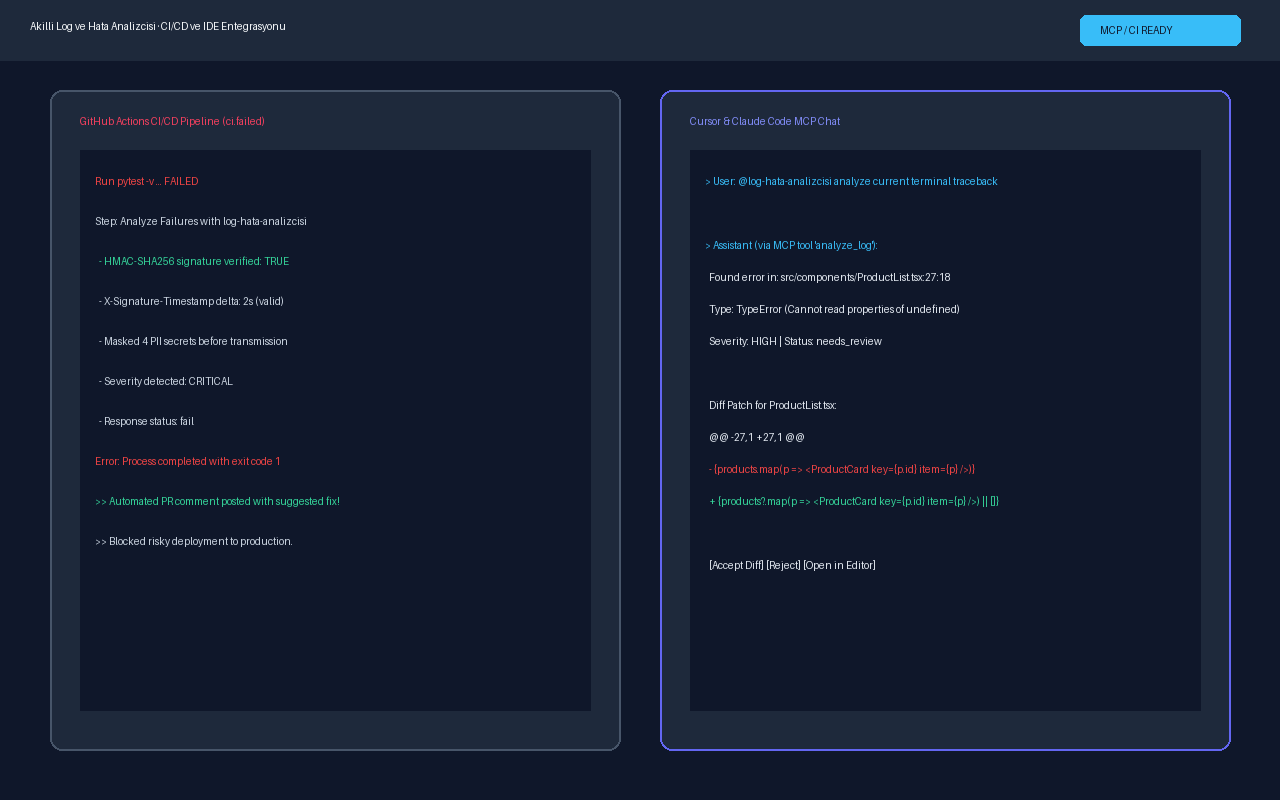 Akilli Log ve Hata Analizcisi · CI/CD ve IDE Entegrasyonu
MCP / CI READY
GitHub Actions CI/CD Pipeline (ci.failed)
Run pytest -v ... FAILED
Step: Analyze Failures with log-hata-analizcisi
- HMAC-SHA256 signature verified: TRUE
- X-Signature-Timestamp delta: 2s (valid)
- Masked 4 PII secrets before transmission
- Severity detected: CRITICAL
- Response status: fail
Error: Process completed with exit code 1
>> Automated PR comment posted with suggested fix!
>> Blocked risky deployment to production.
Cursor & Claude Code MCP Chat
> User: @log-hata-analizcisi analyze current terminal traceback
> Assistant (via MCP tool 'analyze_log'):
Found error in: src/components/ProductList.tsx:27:18
Type: TypeError (Cannot read properties of undefined)
Severity: HIGH | Status: needs_review
Diff Patch for ProductList.tsx:
@@ -27,1 +27,1 @@
- {products.map(p => <ProductCard key={p.id} item={p} />)}
+ {products?.map(p => <ProductCard key={p.id} item={p} />) || []}
[Accept Diff] [Reject] [Open in Editor]